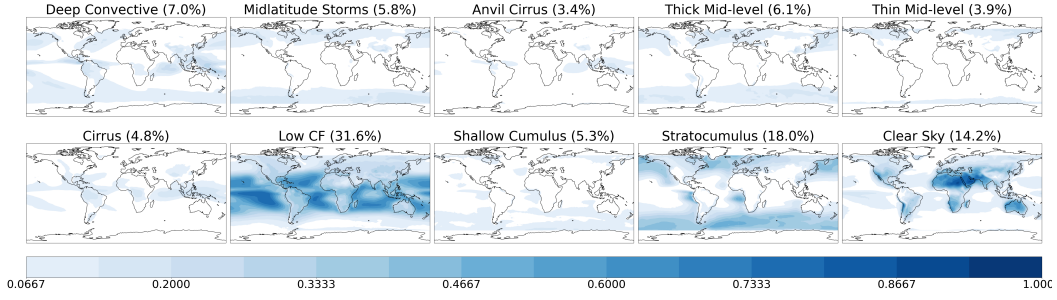 Deep Convective (7.0%) Midlatitude Storms (5.8%) Anvil Cirrus (3.4%) Thick Mid-level (6.1%) Thin Mid-level (3.9%)
Cirrus (4.8%) Low CF (31.6%) Shallow Cumulus (5.3%) Stratocumulus (18.0%) Clear Sky (14.2%)
0.0667 0.2000 0.3333 0.4667 0.6000 0.7333 0.8667 1.000